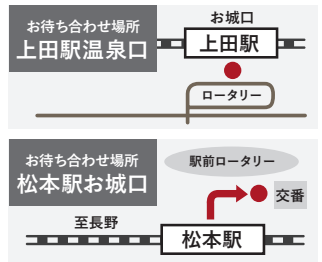 お待ち合わせ場所
上田駅温泉口
お城口
上田駅
ロータリー
お待ち合わせ場所
松本駅お城口
駅前ロータリー
交番
至長野
松本駅